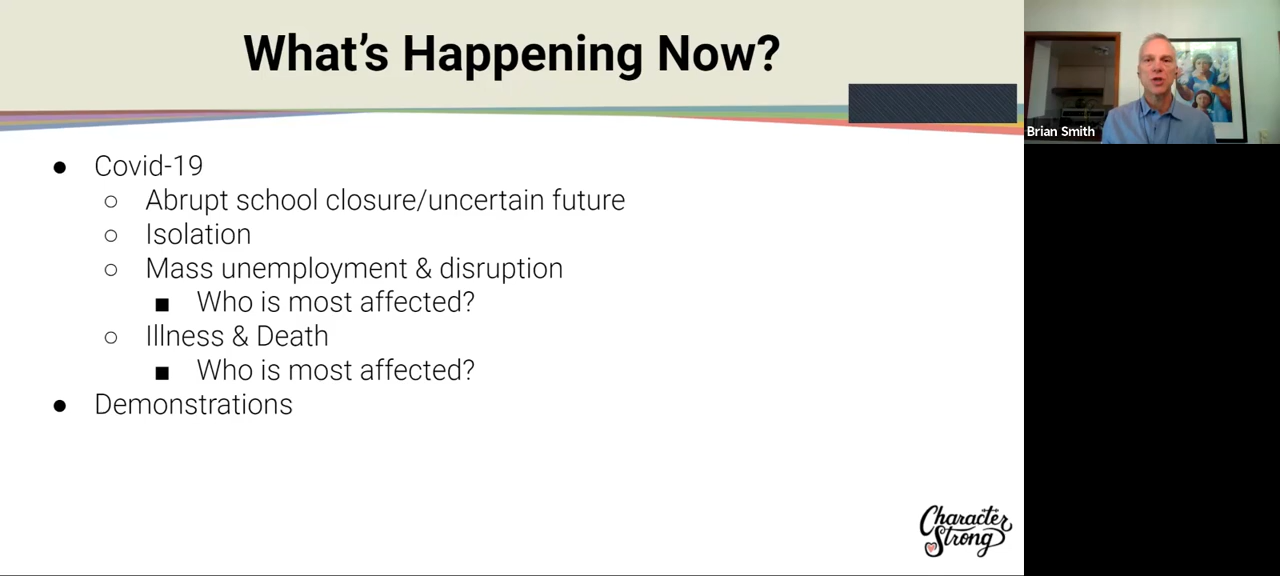 What's Happening Now?
Brian Smith
● Covid-19
○ Abrupt school closure/uncertain future
○ Isolation
○ Mass unemployment & disruption
■ Who is most affected?
○ Illness & Death
■ Who is most affected?
● Demonstrations
Character
Strong